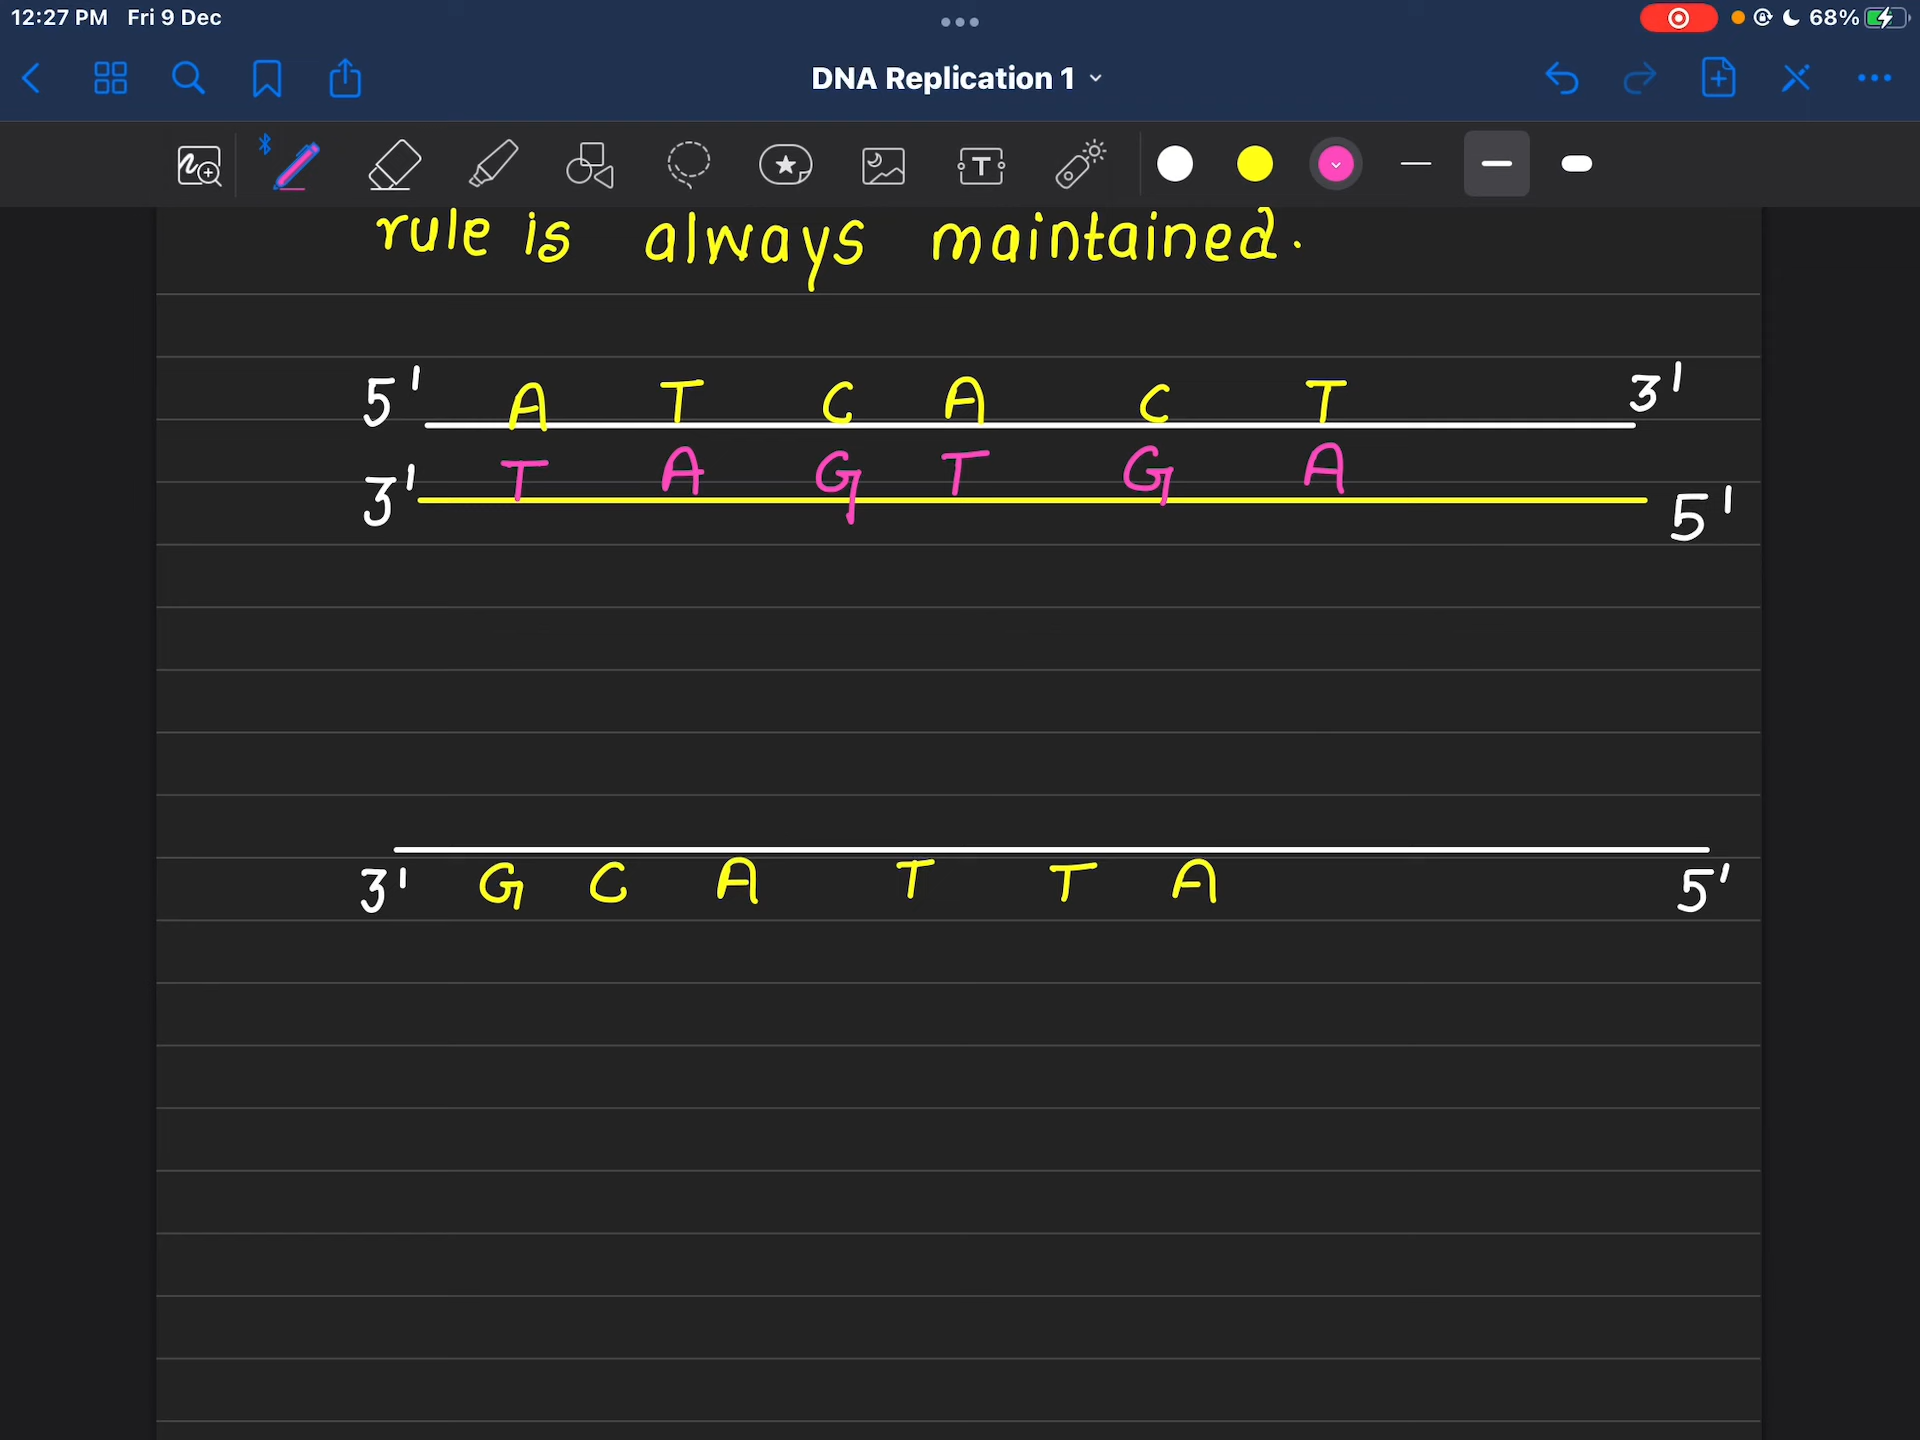 12:27 PM Fri 9 Dec 68%
DNA Replication 1
rule is always maintained.
5' A T C A C T 3'
3' T A G T G A 5'
3' G C A T T A 5'